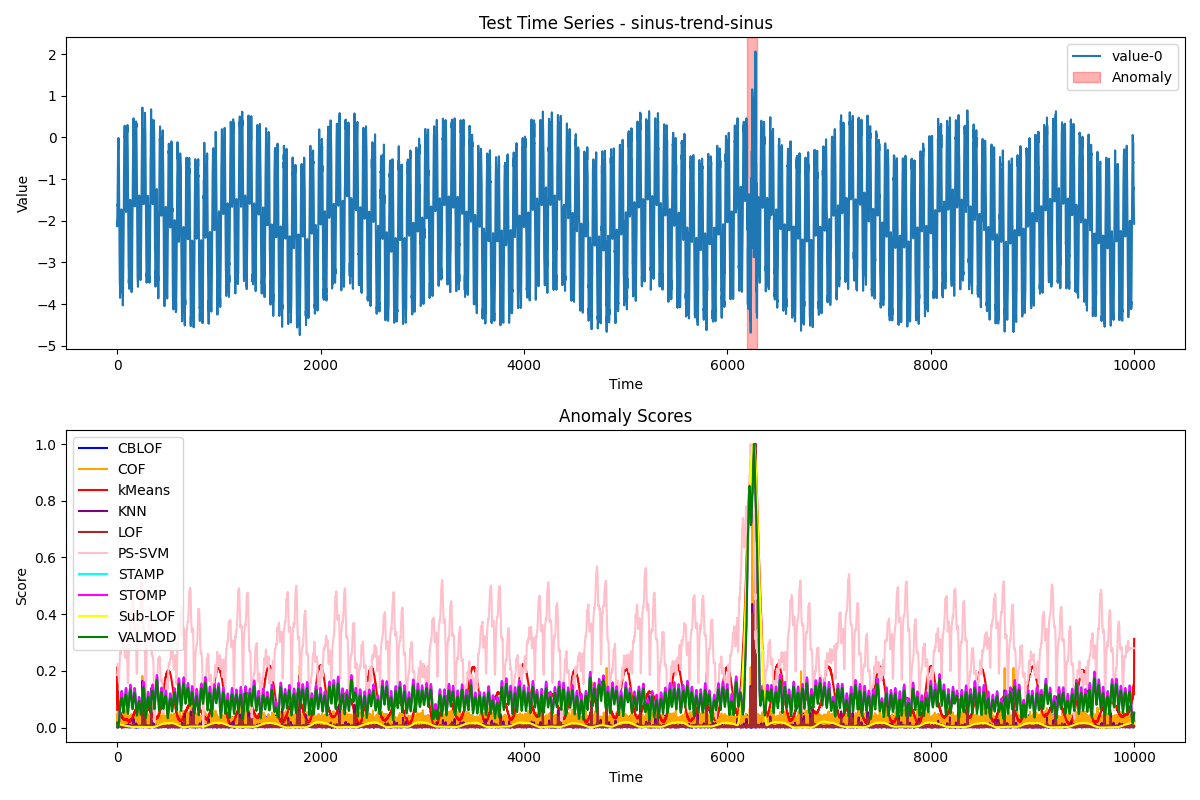 Test Time Series - sinus-trend-sinus
value-0
Anomaly
Value
2
1
0
−1
−2
−3
−4
−5
0 2000 4000 6000 8000 10000
Time
Anomaly Scores
CBLOF
COF
kMeans
KNN
LOF
PS-SVM
STAMP
STOMP
Sub-LOF
VALMOD
Score
1.0
0.8
0.6
0.4
0.2
0.0
0 2000 4000 6000 8000 10000
Time